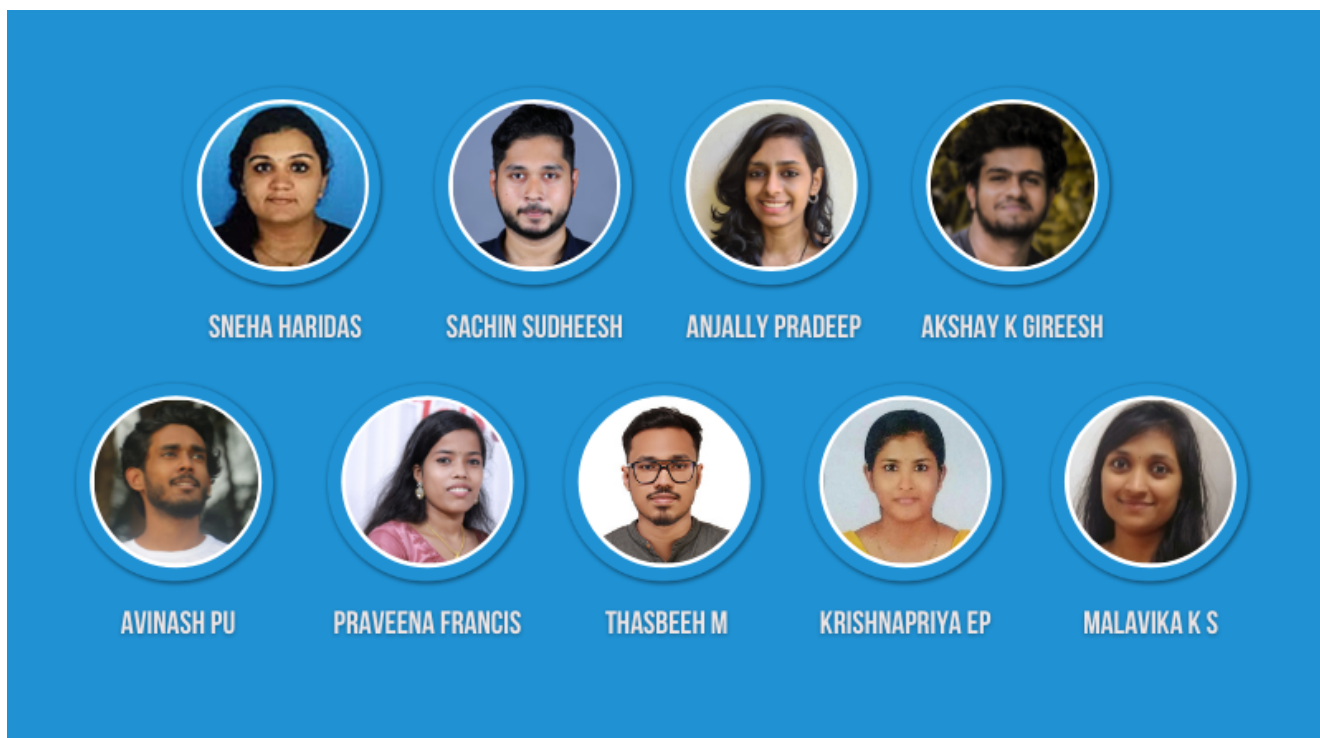 SNEHA HARIDAS
SACHIN SUDHEESH
ANJALLY PRADEEP
AKSHAY K GIREESH
AVINASH PU
PRAVEENA FRANCIS
THASBEEH M
KRISHNAPRIYA EP
MALAVIKA K S